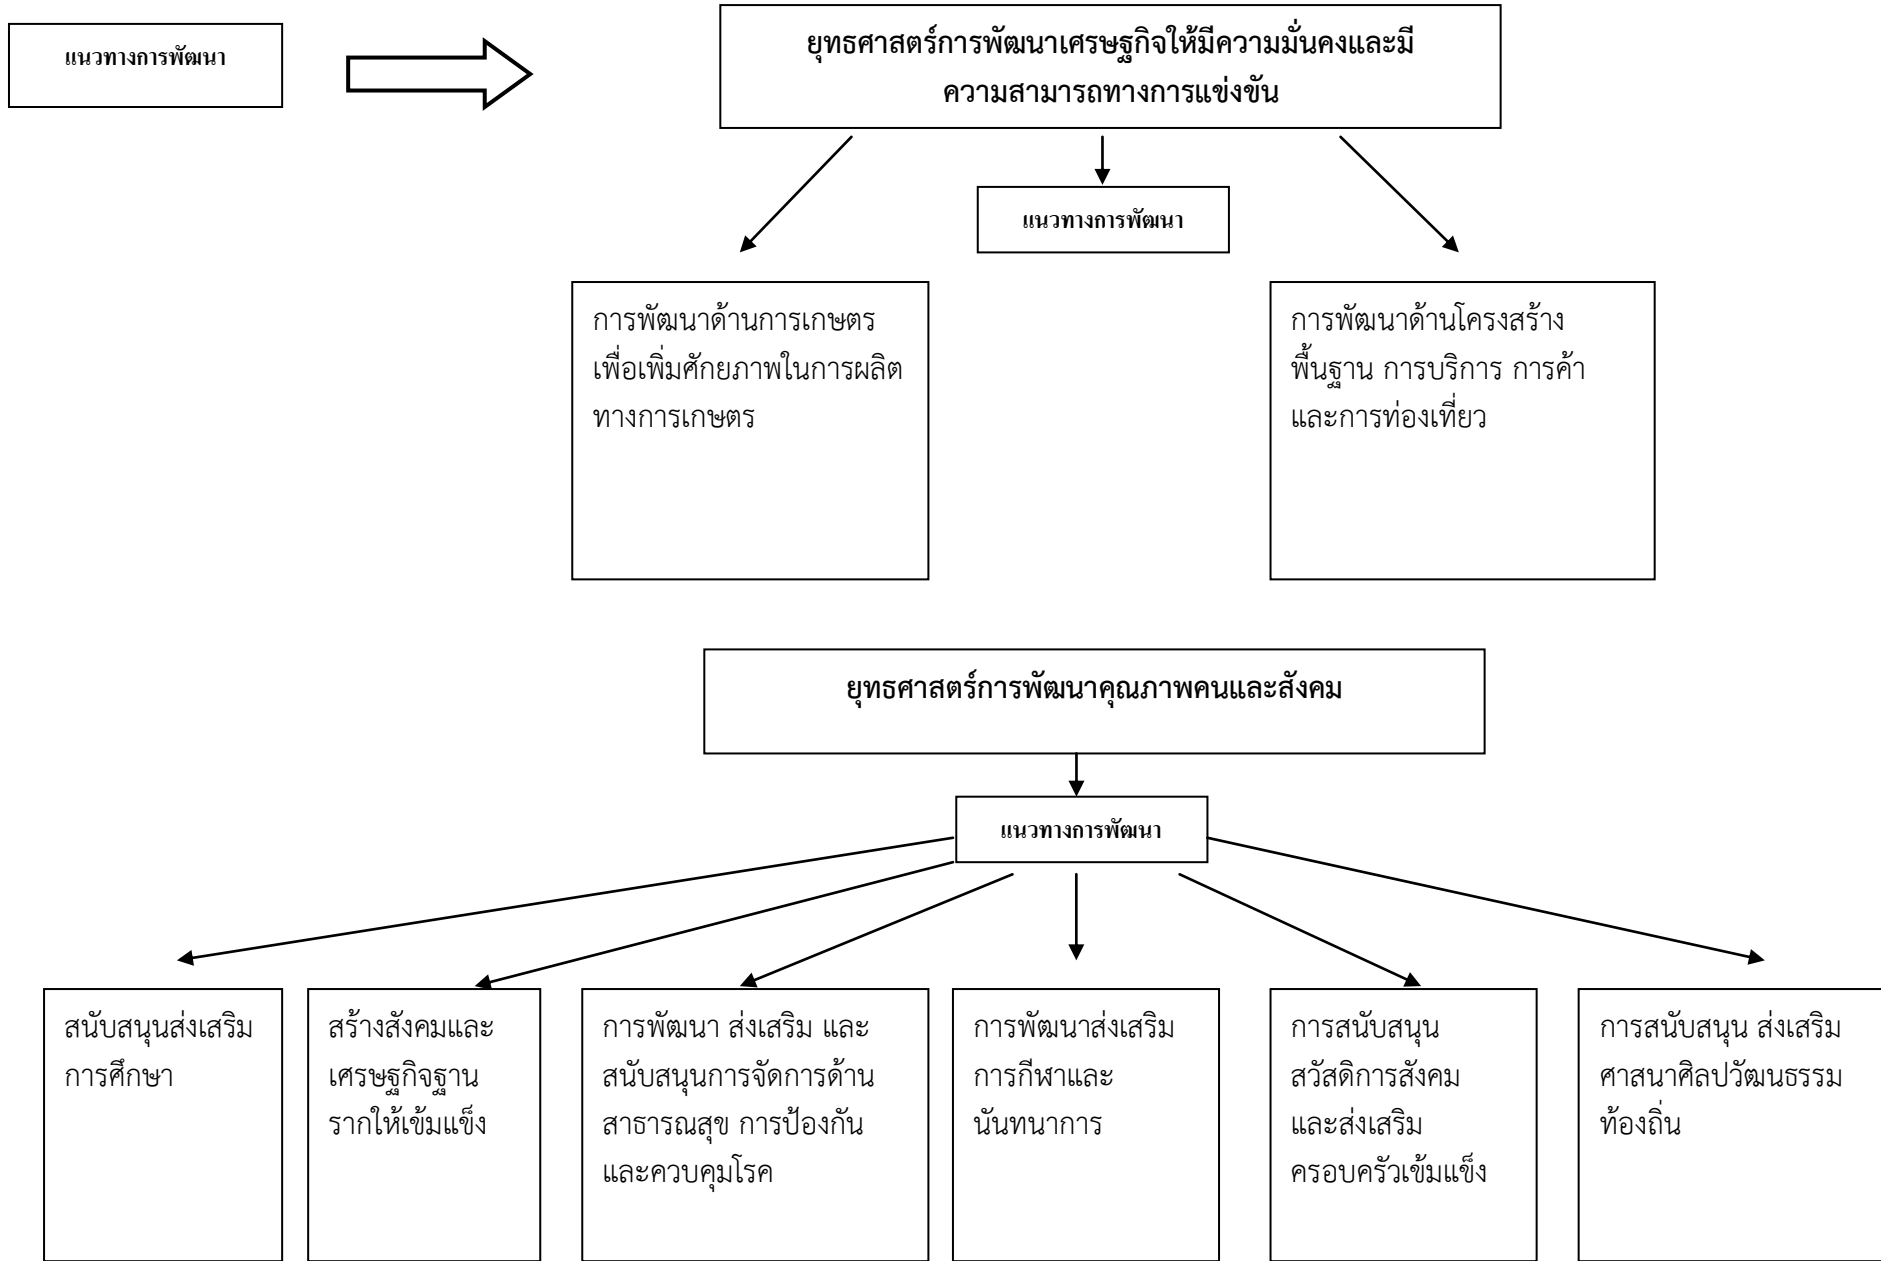 แนวทางการพัฒนา
ยุทธศาสตร์การพัฒนาเศรษฐกิจให้มีความมั่นคงและมี
ความสามารถทางการแข่งขัน
แนวทางการพัฒนา
การพัฒนาด้านการเกษตร
เพื่อเพิ่มศักยภาพในการผลิต
ทางการเกษตร
การพัฒนาด้านโครงสร้าง
พื้นฐาน การบริการ การค้า
และการท่องเที่ยว
ยุทธศาสตร์การพัฒนาคุณภาพคนและสังคม
แนวทางการพัฒนา
สนับสนุนส่งเสริม
การศึกษา
สร้างสังคมและ
เศรษฐกิจฐาน
รากให้เข้มแข็ง
การพัฒนา ส่งเสริม และ
สนับสนุนการจัดการด้าน
สาธารณสุข การป้องกัน
และควบคุมโรค
การพัฒนาส่งเสริม
การกีฬาและ
นันทนาการ
การสนับสนุน
สวัสดิการสังคม
และส่งเสริม
ครอบครัวเข้มแข็ง
การสนับสนุน ส่งเสริม
ศาสนาศิลปวัฒนธรรม
ท้องถิ่น